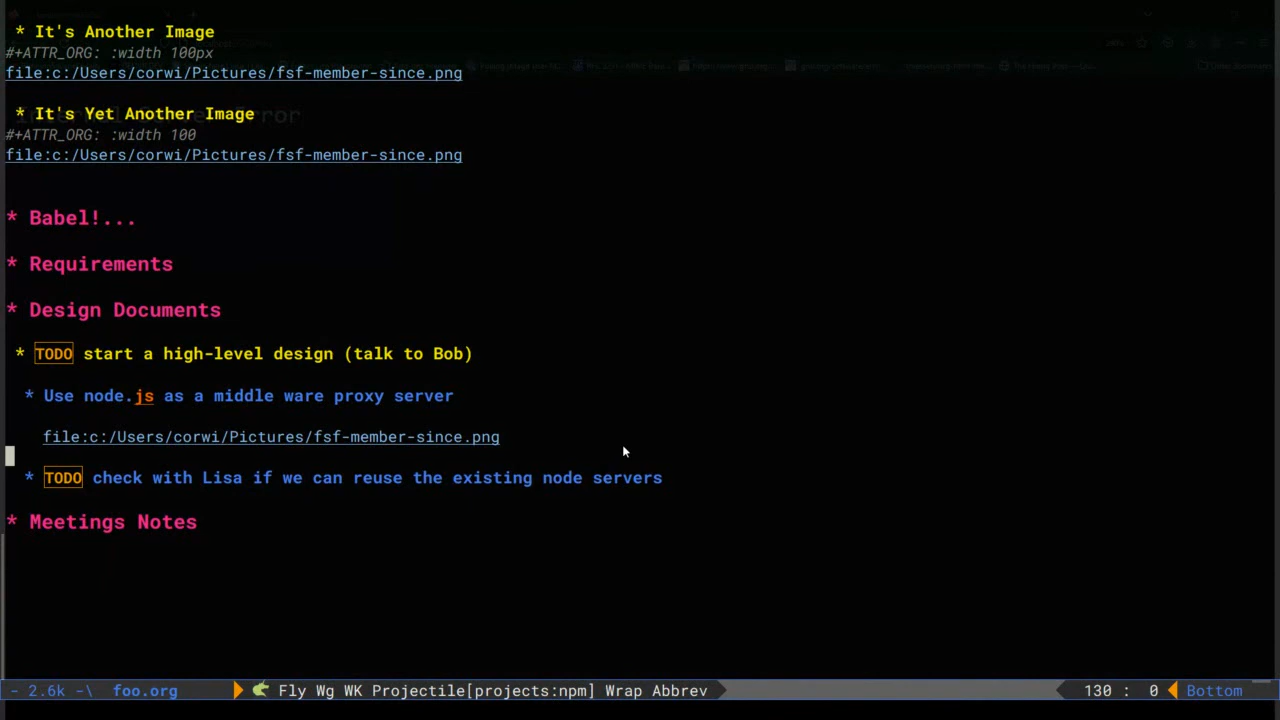 * It's Another Image
#+ATTR_ORG: :width 100px
file:c:/Users/corwi/Pictures/fsf-member-since.png
* It's Yet Another Image
#+ATTR_ORG: :width 100
file:c:/Users/corwi/Pictures/fsf-member-since.png
* Babel!...
* Requirements
* Design Documents
* TODO start a high-level design (talk to Bob)
* Use node.js as a middle ware proxy server
file:c:/Users/corwi/Pictures/fsf-member-since.png
* TODO check with Lisa if we can reuse the existing node servers
* Meetings Notes
- 2.6k -\ foo.org Fly Wg WK Projectile[projects:npm] Wrap Abbrev 130 : 0 Bottom